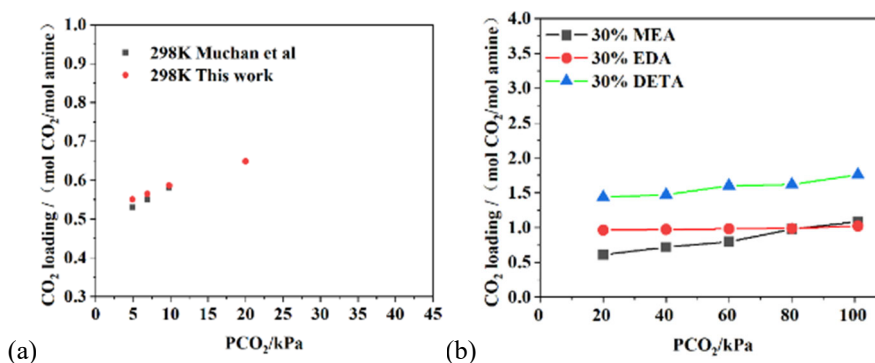 CO₂ loading /（mol CO₂/mol amine）
1.0
0.9
0.8
0.7
0.6
0.5
0.4
0.3
298K Muchan et al
298K This work
0 5 10 15 20 25 30 35 40 45
PCO₂/kPa
(a)
CO₂ loading /（mol CO₂/mol amine）
4.0
3.5
3.0
2.5
2.0
1.5
1.0
0.5
0.0
30% MEA
30% EDA
30% DETA
0 20 40 60 80 100
PCO₂/kPa
(b)